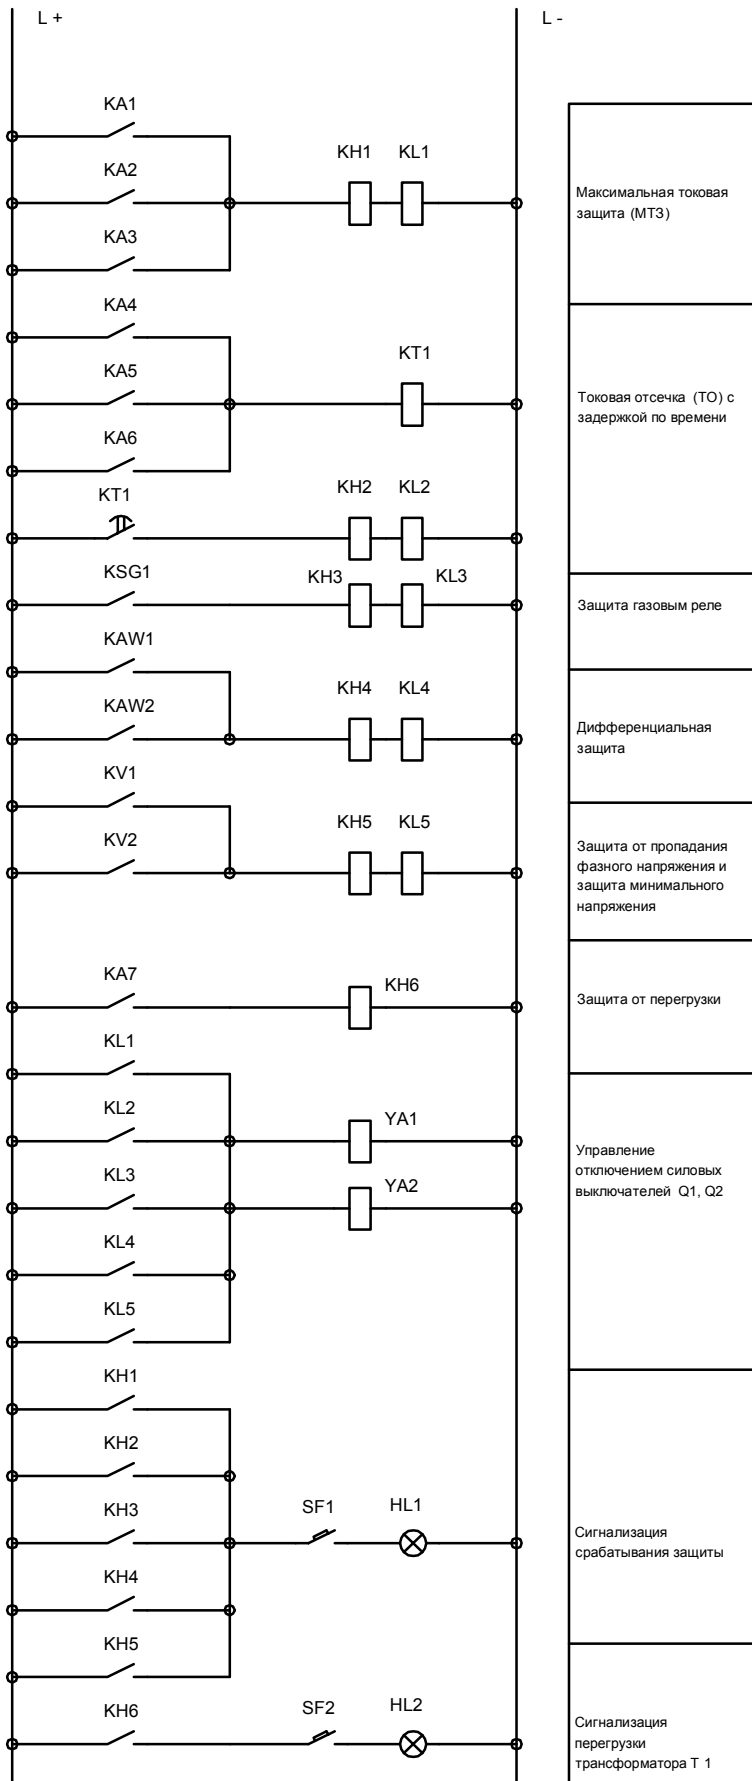 L +
L -
KA1
KA2
KH1
KL1
KA3
Максимальная токовая
защита (МТЗ)
KA4
KA5
KT1
KA6
KT1
KH2
KL2
Токовая отсечка (ТО) с
задержкой по времени
KSG1
KH3
KL3
Защита газовым реле
KAW1
KAW2
KH4
KL4
Дифференциальная
защита
KV1
KV2
KH5
KL5
Защита от пропадания
фазного напряжения и
защита минимального
напряжения
KA7
KH6
Защита от перегрузки
KL1
KL2
YA1
KL3
YA2
KL4
KL5
Управление
отключением силовых
выключателей Q1, Q2
KH1
KH2
KH3
SF1
HL1
KH4
KH5
Сигнализация
срабатывания защиты
KH6
SF2
HL2
Сигнализация
перегрузки
трансформатора Т 1